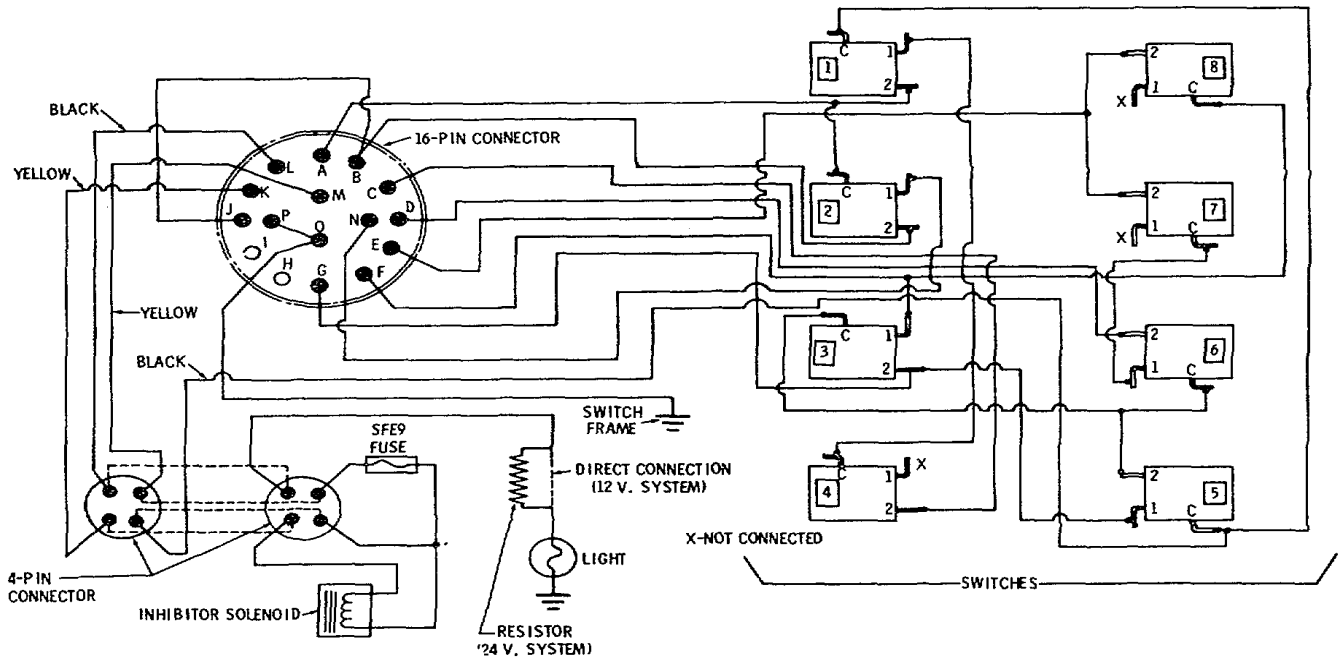 BLACK
YELLOW
16-PIN CONNECTOR
L
A
B
K
M
C
J
P
N
D
I
O
E
H
G
F
YELLOW
BLACK
SWITCH
FRAME
SFE9
FUSE
DIRECT CONNECTION
(12 V. SYSTEM)
LIGHT
4-PIN
CONNECTOR
INHIBITOR SOLENOID
RESISTOR
'24 V. SYSTEM)
C
1
1
2
C
1
2
2
C
1
3
2
C
X
1
4
2
X-NOT CONNECTED
2
8
1
C
X
2
7
1
C
X
2
6
1
C
2
5
1
C
SWITCHES